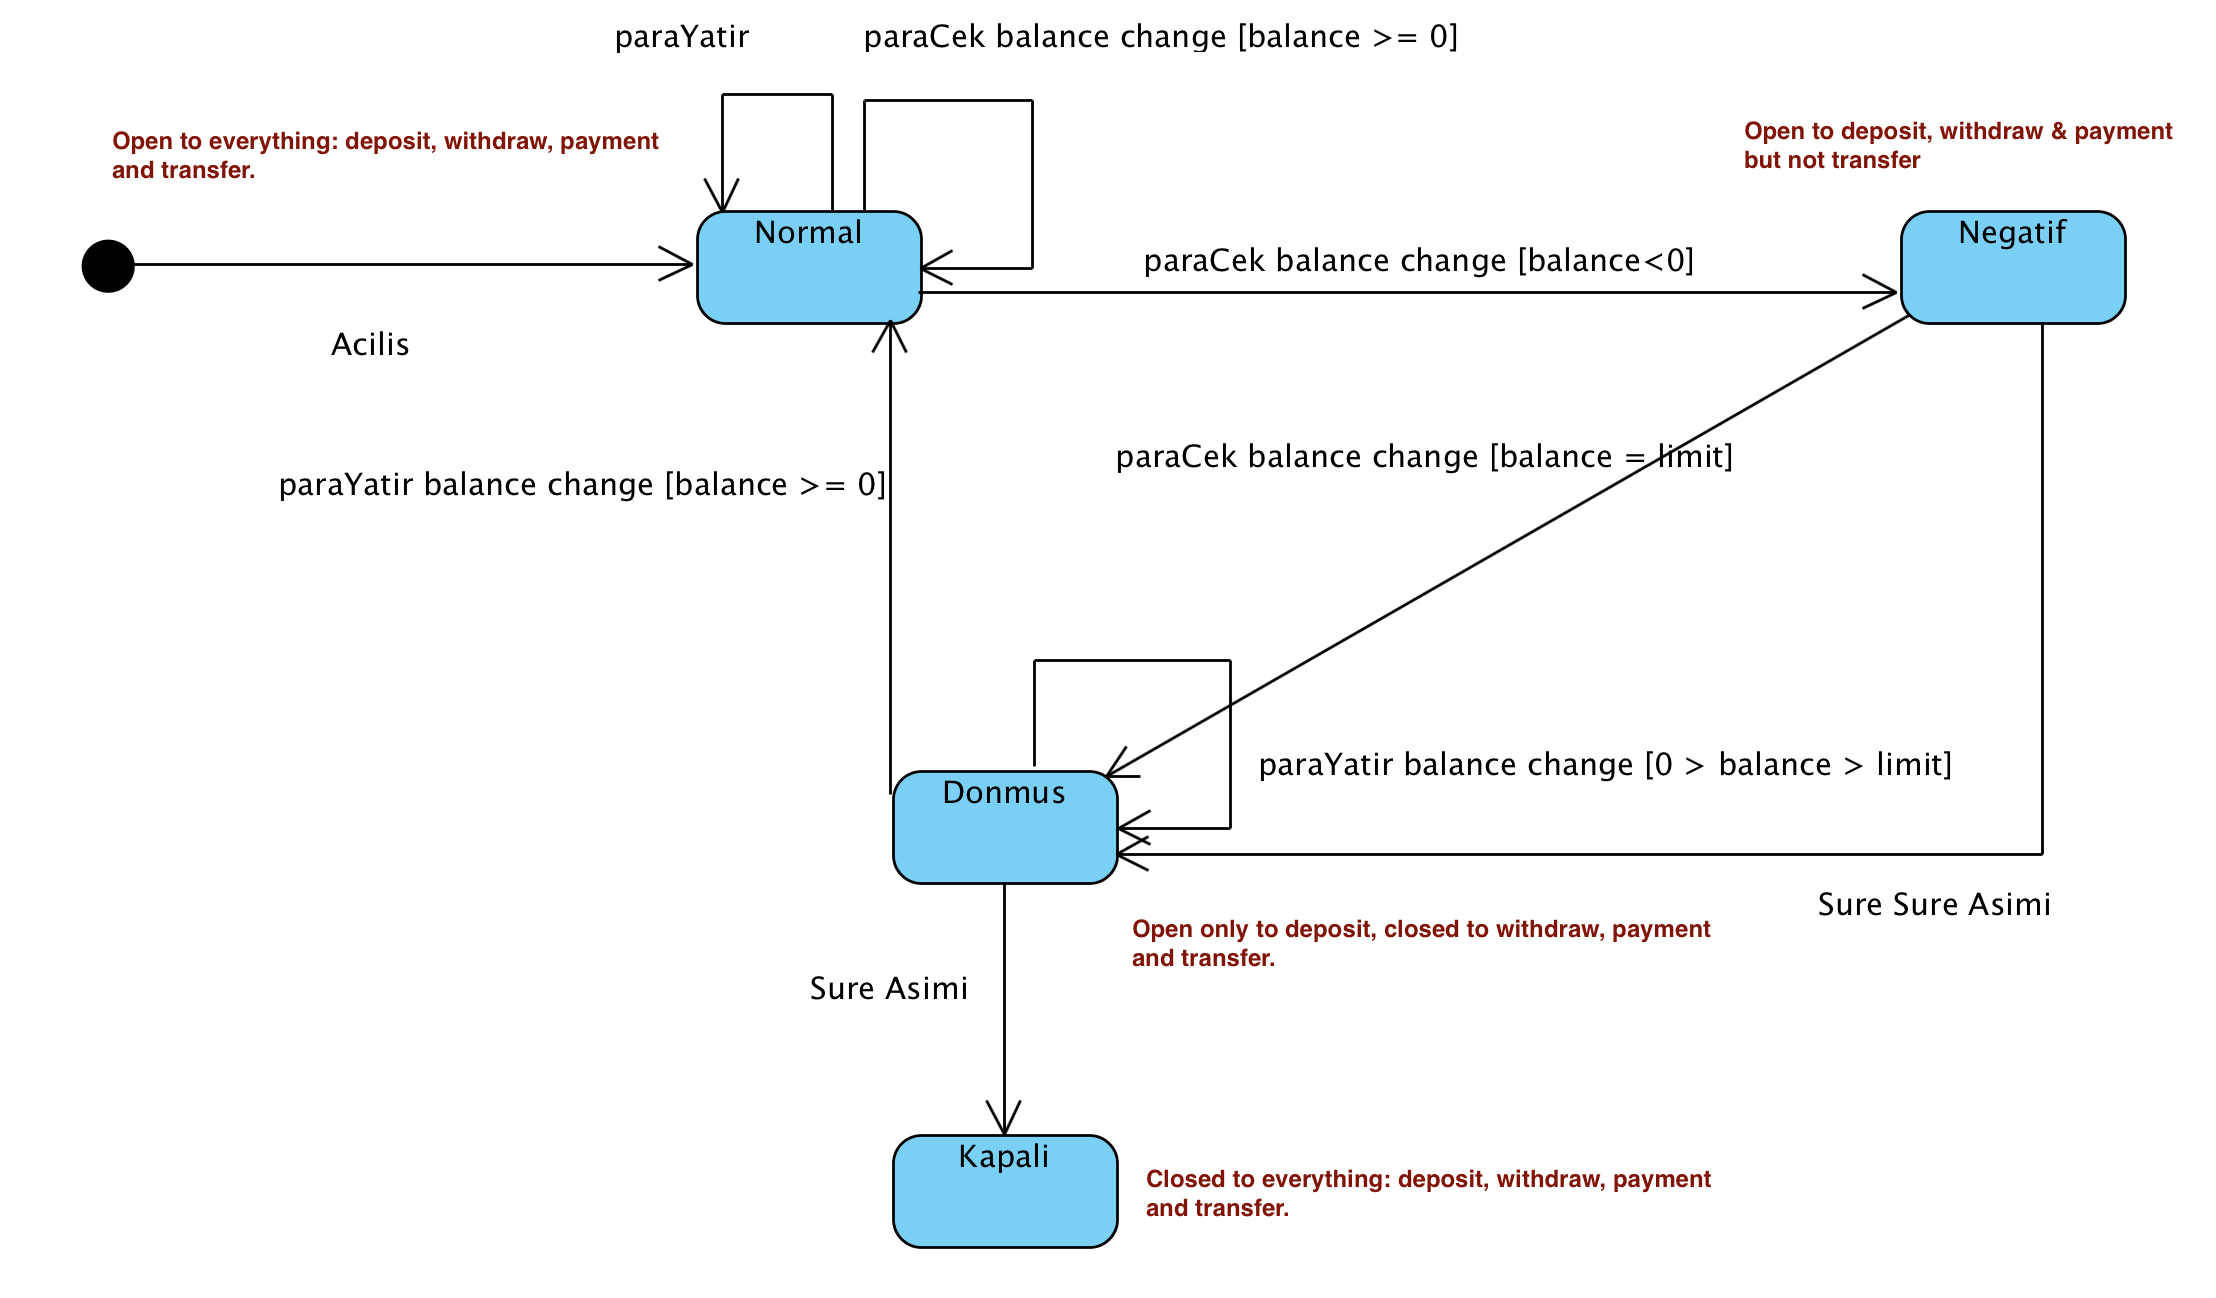 paraYatir
paraCek balance change [balance >= 0]
Open to everything: deposit, withdraw, payment
and transfer.
Open to deposit, withdraw & payment
but not transfer
Normal
Negatif
paraCek balance change [balance<0]
Acilis
paraCek balance change [balance = limit]
paraYatir balance change [balance >= 0]
paraYatir balance change [0 > balance > limit]
Donmus
Sure Sure Asimi
Open only to deposit, closed to withdraw, payment
and transfer.
Sure Asimi
Kapali
Closed to everything: deposit, withdraw, payment
and transfer.